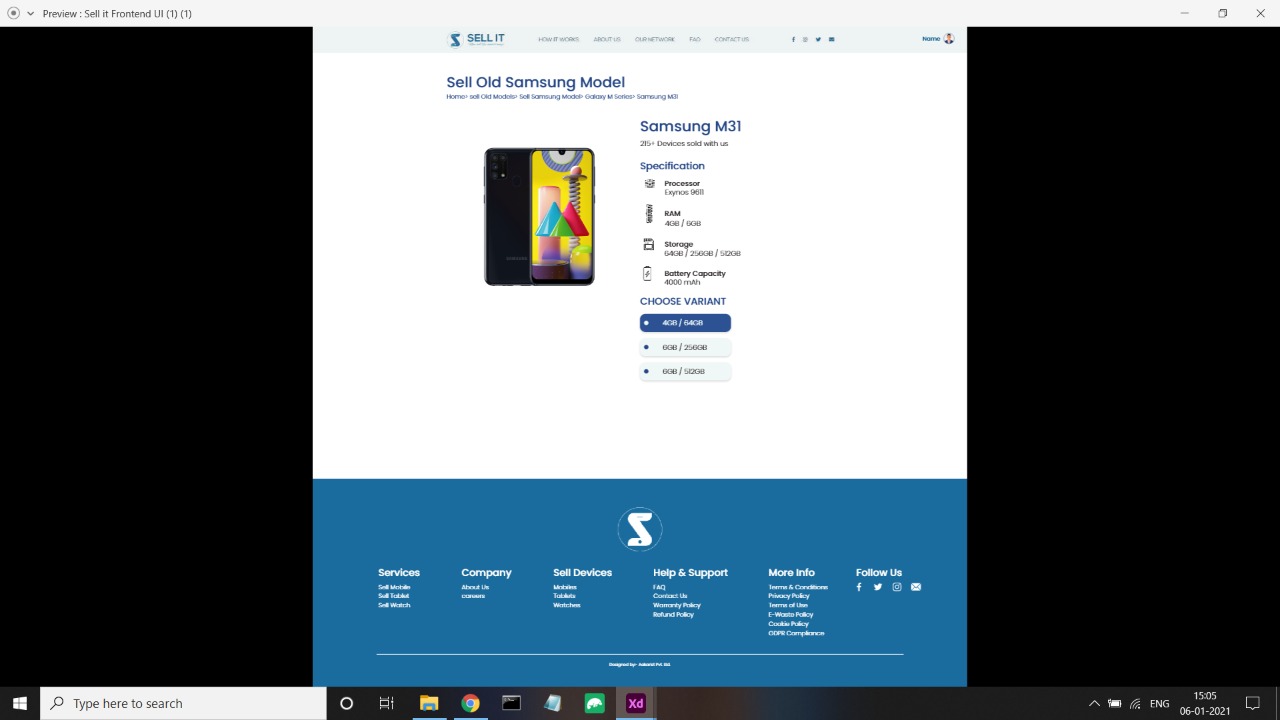 Preview : Sell It Desktop UI (1) (1)
SELL IT
HOW IT WORKS
ABOUT US
OUR NETWORK
FAQ
CONTACT US
Name
Sell Old Samsung Model
Home> sell Old Models> Sell Samsung Model> Galaxy M Series> Samsung M31
Samsung M31
215+ Devices sold with us
Specification
Processor
Exynos 9611
RAM
4GB / 6GB
Storage
64GB / 256GB / 512GB
Battery Capacity
4000 mAh
SAMSUNG
CHOOSE VARIANT
4GB / 64GB
6GB / 256GB
6GB / 512GB
Services
Sell Mobile
Sell Tablet
Sell Watch
Company
About Us
careers
Sell Devices
Mobiles
Tablets
Watches
Help & Support
FAQ
Contact Us
Warranty Policy
Refund Policy
More Info
Terms & Conditions
Privacy Policy
Terms of Use
E-Waste Policy
Cookie Policy
GDPR Compliance
Follow Us
Designed by-
Type here to search
Xd
ENG
15:05
06-01-2021